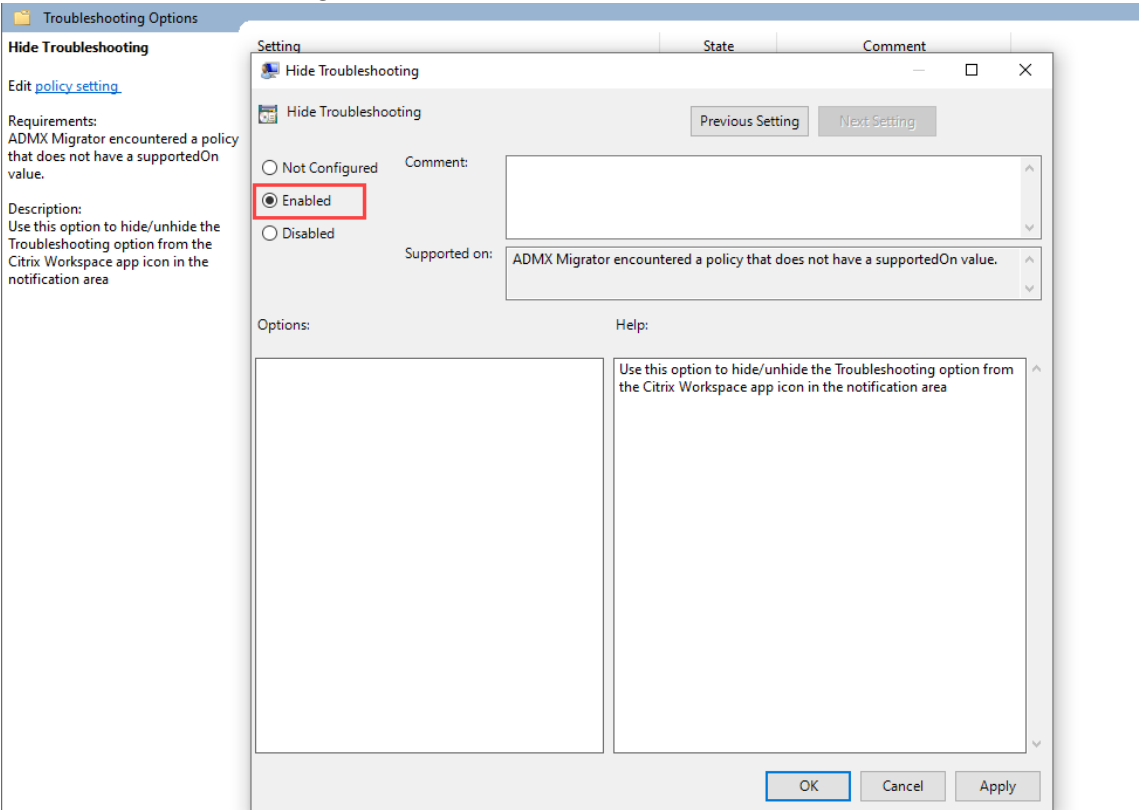 Troubleshooting Options
Hide Troubleshooting
Edit policy setting
Requirements:
ADMX Migrator encountered a policy
that does not have a supportedOn
value.
Description:
Use this option to hide/unhide the
Troubleshooting option from the
Citrix Workspace app icon in the
notification area
Setting State Comment
Hide Troubleshooting
Hide Troubleshooting
Previous Setting Next Setting
Not Configured
Enabled
Disabled
Comment:
Supported on:
ADMX Migrator encountered a policy that does not have a supportedOn value.
Options:
Help:
Use this option to hide/unhide the Troubleshooting option from
the Citrix Workspace app icon in the notification area
OK Cancel Apply